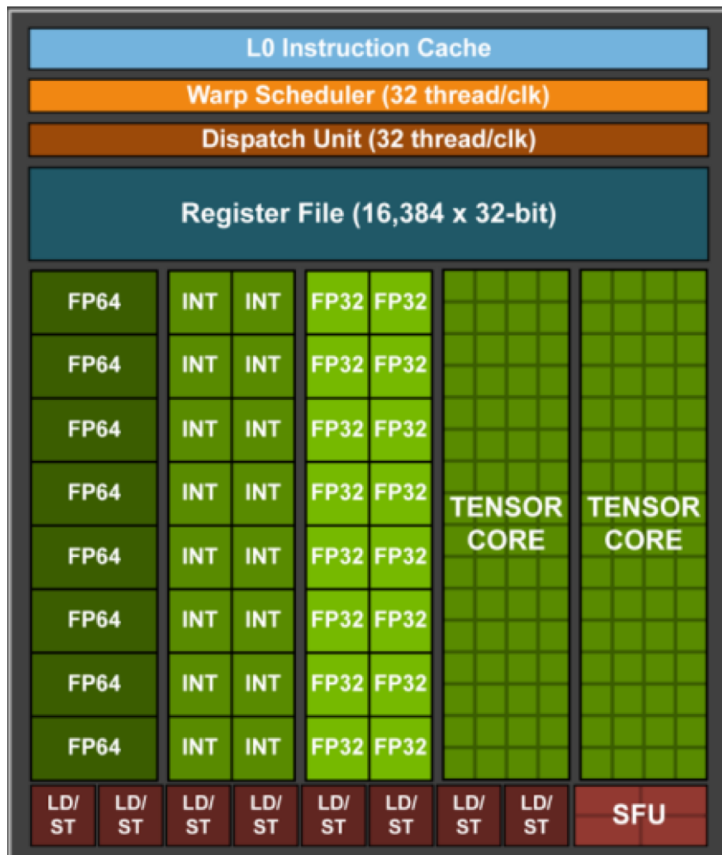 L0 Instruction Cache
Warp Scheduler (32 thread/clk)
Dispatch Unit (32 thread/clk)
Register File (16,384 x 32-bit)
FP64 INT INT FP32 FP32
FP64 INT INT FP32 FP32
FP64 INT INT FP32 FP32
FP64 INT INT FP32 FP32
TENSOR CORE TENSOR CORE
FP64 INT INT FP32 FP32
FP64 INT INT FP32 FP32
FP64 INT INT FP32 FP32
FP64 INT INT FP32 FP32
LD/ LD/ LD/ LD/ LD/ LD/ LD/ LD/ SFU
ST ST ST ST ST ST ST ST